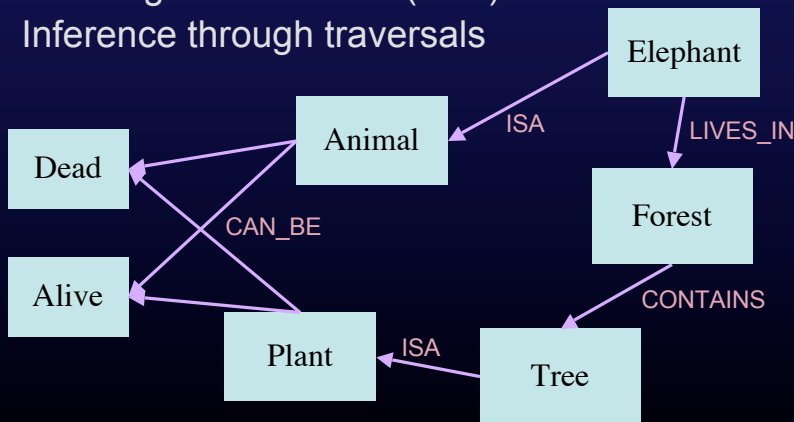 Inference through traversals
Elephant
ISA
LIVES_IN
Animal
Dead
CAN_BE
Forest
Alive
CONTAINS
Plant
ISA
Tree